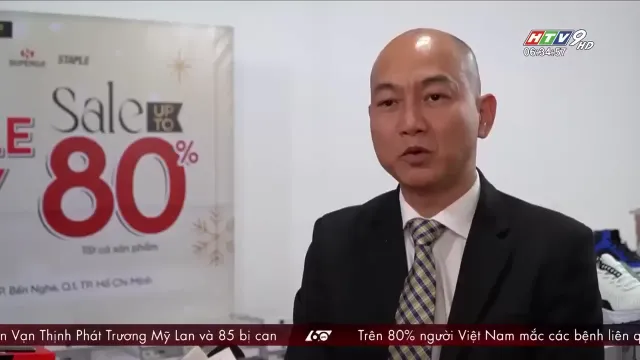 HTV9 HD
06:34:57
SUPERGA STAPLE
Sale UP TO
80%
Tất cả sản phẩm
P. Bến Nghé, Q.1, TP. Hồ Chí Minh
n Vạn Thịnh Phát Trương Mỹ Lan và 85 bị can
60
Trên 80% người Việt Nam mắc các bệnh liên q